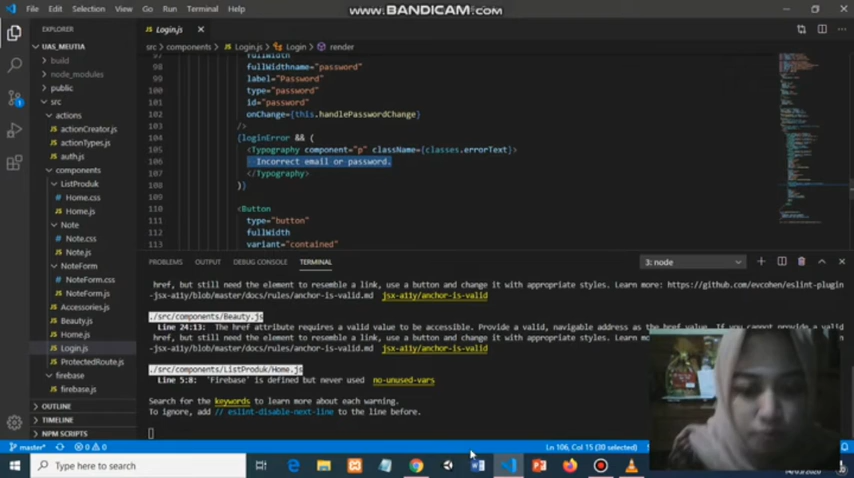 File Edit Selection View Go Run Terminal Help
www.BANDICAM.com
EXPLORER
UAS_MEUTIA
build
node_modules
public
src
actions
actionCreator.js
actionTypes.js
auth.js
components
ListProduk
Home.css
Home.js
Note
Note.css
Note.js
NoteForm
NoteForm.css
NoteForm.js
Accessories.js
Beauty.js
Home.js
Login.js
ProtectedRoute.js
firebase
firebase.js
OUTLINE
TIMELINE
NPM SCRIPTS
Login.js
src > components > Login.js > Login > render
97 fullWidth
98 fullWidthname="password"
99 label="Password"
100 type="password"
101 id="password"
102 onChange={this.handlePasswordChange}
103 />
104 {loginError && (
105 <Typography component="p" className={classes.errorText}>
106 Incorrect email or password.
107 </Typography>
108 )}
109
110 <Button
111 type="button"
112 fullWidth
113 variant="contained"
PROBLEMS OUTPUT DEBUG CONSOLE TERMINAL
3: node
href, but still need the element to resemble a link, use a button and change it with appropriate styles. Learn more: https://github.com/evcohen/eslint-plugin
-jsx-a11y/blob/master/docs/rules/anchor-is-valid.md jsx-a11y/anchor-is-valid
./src/components/Beauty.js
Line 24:13: The href attribute requires a valid value to be accessible. Provide a valid, navigable address as the href value. If you cannot provide a valid
href, but still need the element to resemble a link, use a button and change it with appropriate styles. Learn mo
-jsx-a11y/blob/master/docs/rules/anchor-is-valid.md jsx-a11y/anchor-is-valid
./src/components/ListProduk/Home.js
Line 5:8: 'Firebase' is defined but never used no-unused-vars
Search for the keywords to learn more about each warning.
To ignore, add // eslint-disable-next-line to the line before.
master* 0 0
Ln 106, Col 15 (30 selected)
Type here to search
14/05/2020